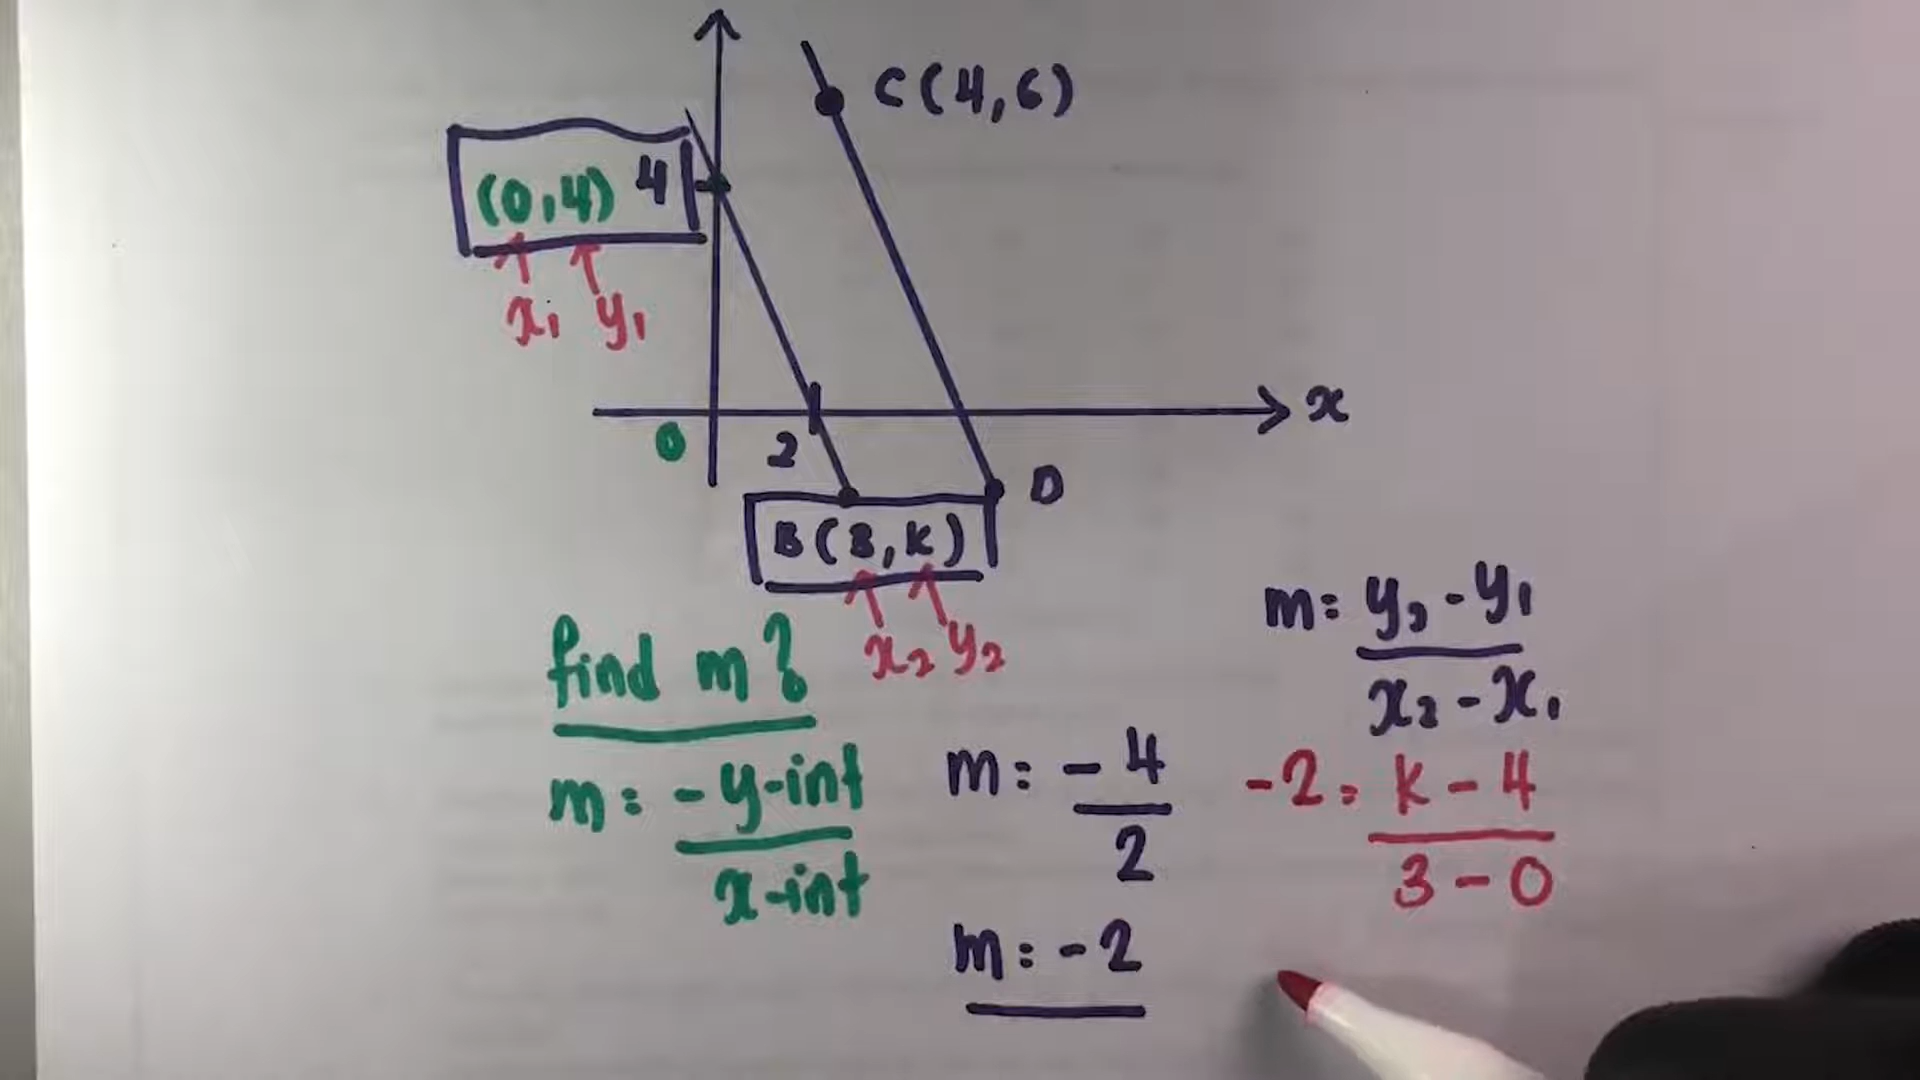 C(4,6)
(0,4) 4
x₁ y₁
x
0
2
D
B(3,k)
x₂ y₂
find m?
m = -y-int
x-int
m = -4
2
m = -2
m = y₂ - y₁
x₂ - x₁
-2 = k - 4
3 - 0